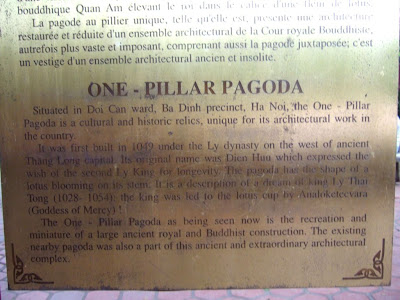 bouddhique Quan Am élevant le roi dans le calice d'une fleur de lotus.
La pagode au pillier unique, telle qu'elle est, présente une architecture
restaurée et réduite d'un ensemble architectural de la Cour royale Bouddhiste,
autrefois plus vaste et imposant, comprenant aussi la pagode juxtaposée; c'est
un vestige d'un ensemble architectural ancien et insolite.
ONE - PILLAR PAGODA
Situated in Doi Can ward, Ba Dinh precinct, Ha Noi, the One - Pillar
Pagoda is a cultural and historic relics, unique for its architectural work in
the country.
It was first built in 1049 under the Ly dynasty on the west of ancient
Thang Long capital. Its original name was Dien Huu which expressed the
wish of the seented Ly King for longevity. The pagoda has the shape of a
lotus blooming on its stem. It is a description of a dream of king Ly Thai
Tong (1028- 1054): the king was led to the lotus cup by
(Goddess of Mercy) !
The One - Pillar Pagoda as being seen now is the recreation and
miniature of a large ancient royal and Buddhist construction. The existing
nearby pagoda was also a part of this ancient and extraordinary architectural
complex.